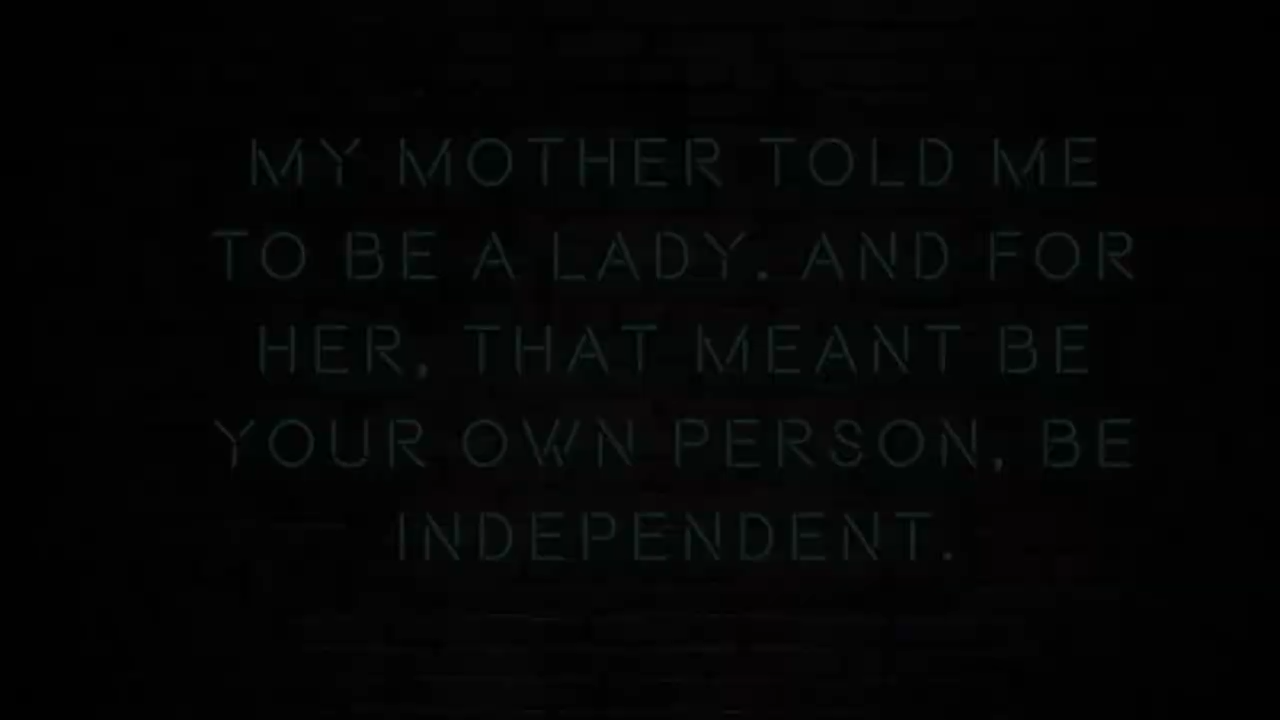 MY MOTHER TOLD ME
TO BE A LADY. AND FOR
HER, THAT MEANT BE
YOUR OWN PERSON, BE
INDEPENDENT.